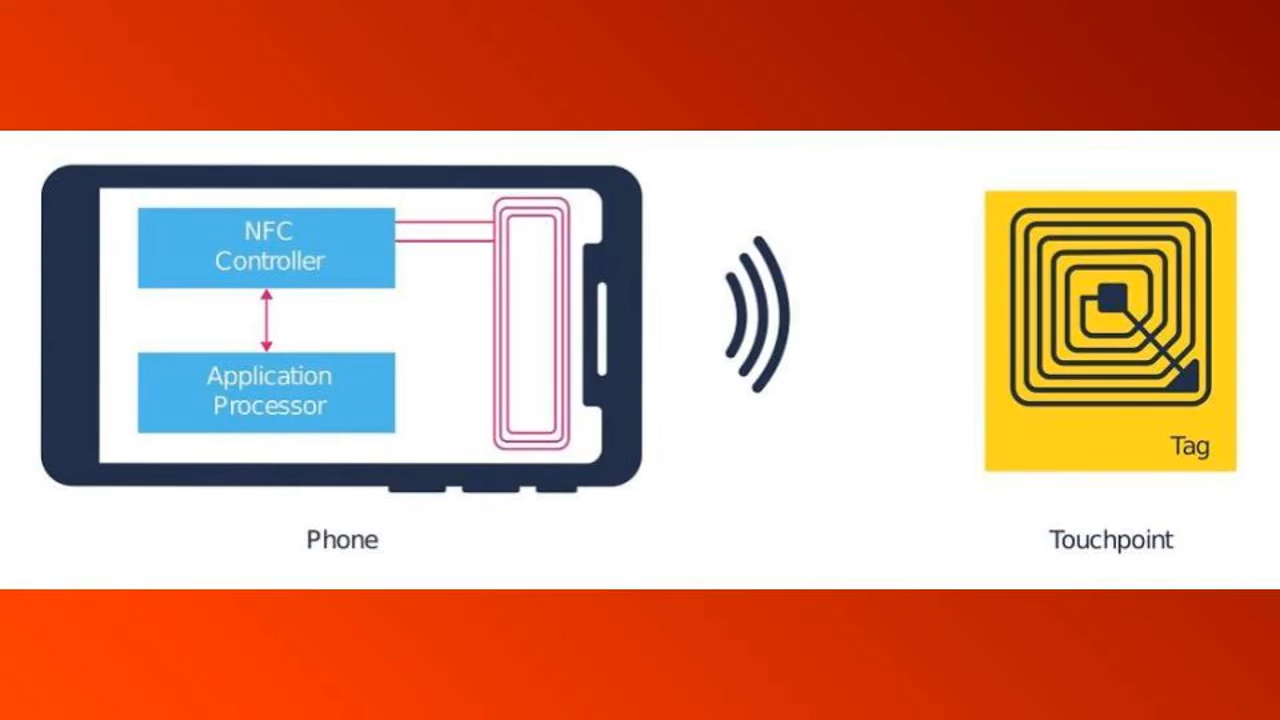 NFC
Controller
Application
Processor
Tag
Phone
Touchpoint